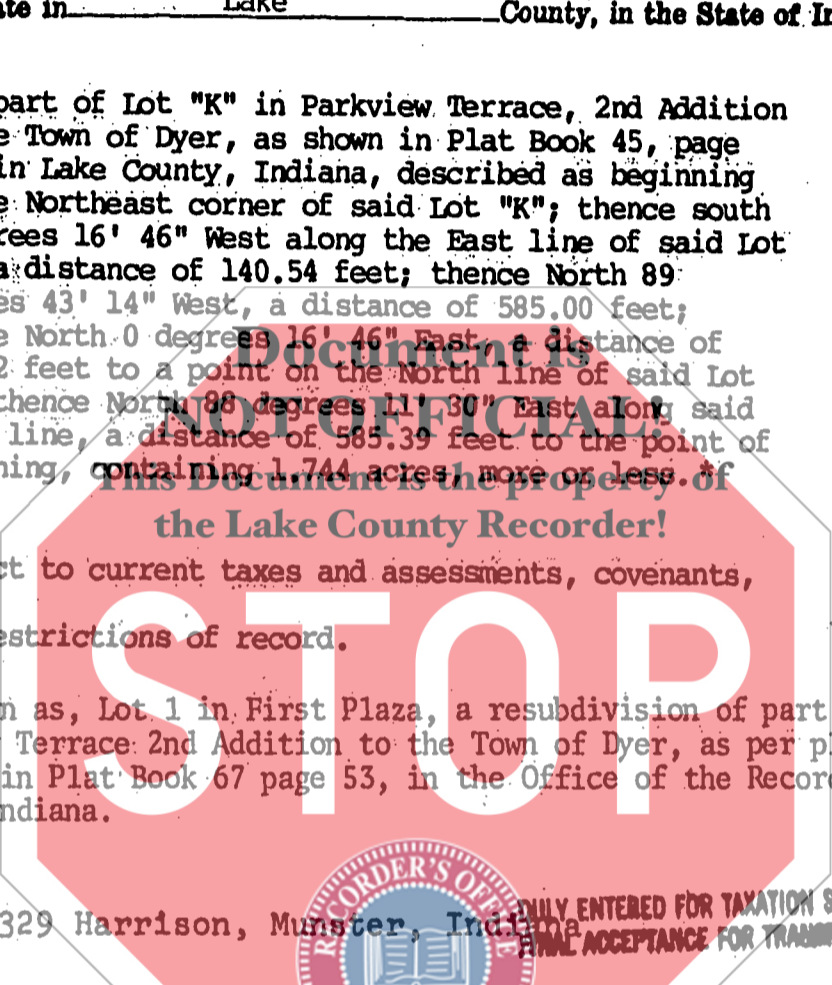 te in Lake County, in the State of In
part of Lot "K" in Parkview Terrace, 2nd Addition
e Town of Dyer, as shown in Plat Book 45, page
in Lake County, Indiana, described as beginning
e Northeast corner of said Lot "K"; thence south
rees 16' 46" West along the East line of said Lot
a distance of 140.54 feet; thence North 89
es 43' 14" West, a distance of 585.00 feet;
e North 0 degrees 16' 46" East, a distance of
2 feet to a point on the North line of said Lot
thence North 88 degrees 11' 30" East along said
line, a distance of 585.39 feet to the point of
ning, containing 1.744 acres, more or less.*
Document is
NOT OFFICIAL!
This Document is the property of
the Lake County Recorder!
ct to current taxes and assessments, covenants,
estrictions of record.
STOP
n as, Lot 1 in First Plaza, a resubdivision of part
Terrace 2nd Addition to the Town of Dyer, as per p
in Plat Book 67 page 53, in the Office of the Recor
ndiana.
RECORDER'S OFFICE
329 Harrison, Munster, Indiana
DULY ENTERED FOR TAXATION S
FINAL ACCEPTANCE FOR TRANS